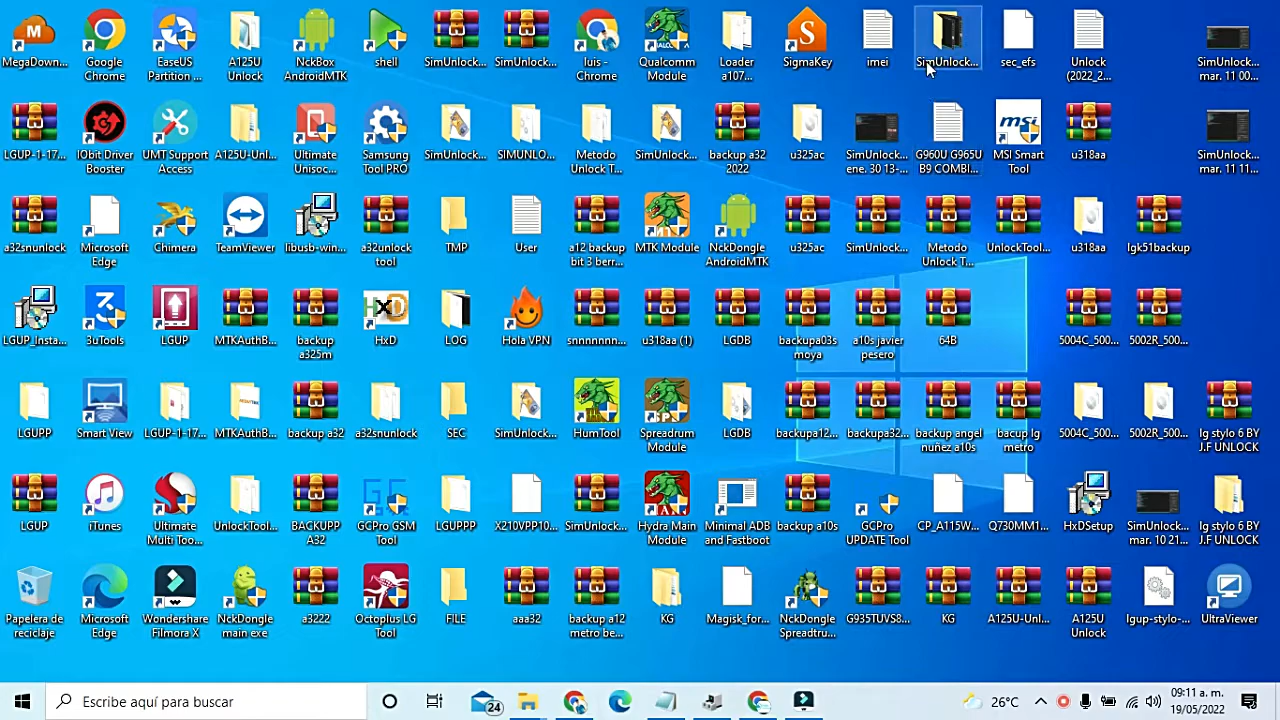 MegaDown...
Google
Chrome
EaseUS
Partition ...
A125U
Unlock
NckBox
AndroidMTK
shell
SimUnlock...
SimUnlock...
luis -
Chrome
Qualcomm
Module
Loader
a107...
SigmaKey
imei
SimUnlock...
sec_efs
Unlock
(2022_2...
SimUnlock...
mar. 11 00...
LGUP-1-17...
IObit Driver
Booster
UMT Support
Access
A125U-Unl...
Ultimate
Unisoc...
Samsung
Tool PRO
SimUnlock...
SIMUNLO...
Metodo
Unlock T...
SimUnlock...
backup a32
2022
u325ac
SimUnlock...
ene. 30 13-...
G960U G965U
B9 COMBI...
msi
MSI Smart
Tool
u318aa
SimUnlock...
mar. 11 11...
a32snunlock
Microsoft
Edge
Chimera
TeamViewer
libusb-win...
a32unlock
tool
TMP
User
a12 backup
bit 3 berr...
MTK Module
NckDongle
AndroidMTK
u325ac
SimUnlock...
Metodo
Unlock T...
UnlockTool...
u318aa
lgk51backup
LGUP_Insta...
3uTools
LGUP
MTKAuthB...
backup
a325m
HxD
HxD
LOG
Hola VPN
snnnnnnn...
u318aa (1)
LGDB
backupa03s
moya
a10s javier
pesero
64B
5004C_500...
5002R_500...
LGUPP
Smart View
LGUP-1-17...
MTKAuthB...
backup a32
a32snunlock
SEC
SimUnlock...
HumTool
SPS
Spreadrum
Module
LGDB
backupa12...
backupa32...
backup angel
nuñez a10s
bacup lg
metro
5004C_500...
5002R_500...
lg stylo 6 BY
J.F UNLOCK
LGUP
iTunes
Ultimate
Multi Too...
UnlockTool...
BACKUPP
A32
GCPro GSM
Tool
LGUPPP
X210VPP10...
SimUnlock...
Hydra Main
Module
Minimal ADB
and Fastboot
backup a10s
GCPro
UPDATE Tool
CP_A115W...
Q730MM1...
HxDSetup
SimUnlock...
mar. 10 21...
lg stylo 6 BY
J.F UNLOCK
Papelera de
reciclaje
Microsoft
Edge
Wondershare
Filmora X
NckDongle
main exe
a3222
Octoplus LG
Tool
FILE
aaa32
backup a12
metro be...
KG
Magisk_for...
NckDongle
Spreadtru...
G935TUVS8...
KG
A125U-Unl...
A125U
Unlock
lgup-stylo-...
UltraViewer
Escribe aquí para buscar
24
26°C
09:11 a. m.
19/05/2022